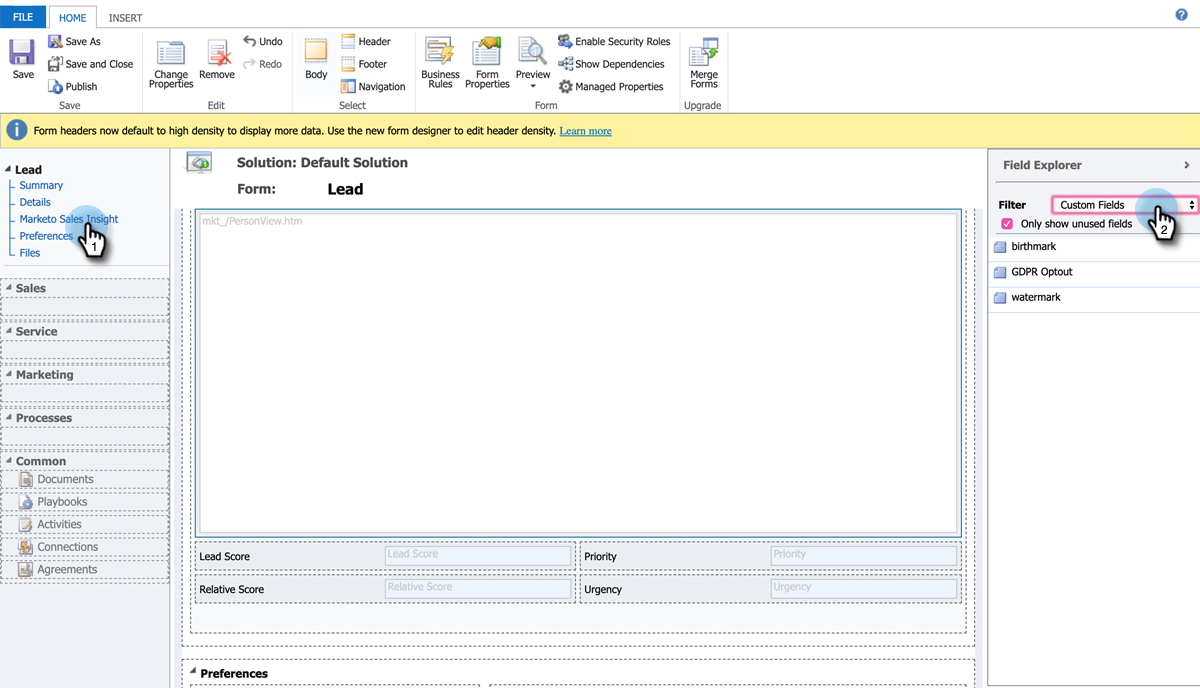 FILE
HOME
INSERT
Save
Save As
Save and Close
Publish
Save
Change Properties
Remove
Undo
Redo
Edit
Body
Header
Footer
Navigation
Select
Business Rules
Form Properties
Preview
Enable Security Roles
Show Dependencies
Managed Properties
Form
Merge Forms
Upgrade
Form headers now default to high density to display more data. Use the new form designer to edit header density. Learn more
Lead
Summary
Details
Marketo Sales Insight
Preferences
Files
1
Sales
Service
Marketing
Processes
Common
Documents
Playbooks
Activities
Connections
Agreements
Solution: Default Solution
Form: Lead
mkt_/PersonView.htm
Lead Score
Lead Score
Priority
Priority
Relative Score
Relative Score
Urgency
Urgency
Preferences
Field Explorer
Filter
Custom Fields
2
Only show unused fields
birthmark
GDPR Optout
watermark